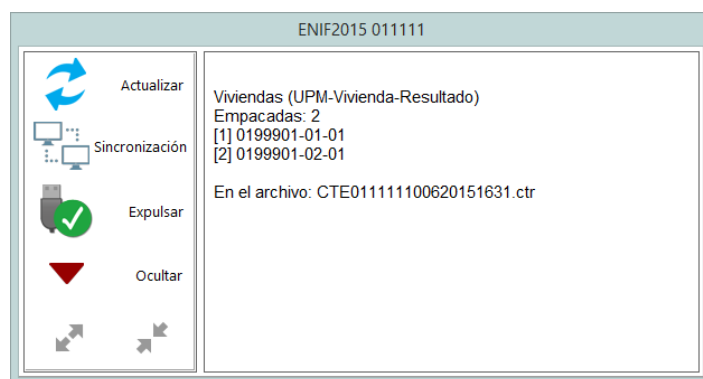 ENIF2015 011111
Actualizar
Sincronización
Expulsar
Ocultar
Viviendas (UPM-Vivienda-Resultado)
Empacadas: 2
[1] 0199901-01-01
[2] 0199901-02-01
En el archivo: CTE011111100620151631.ctr